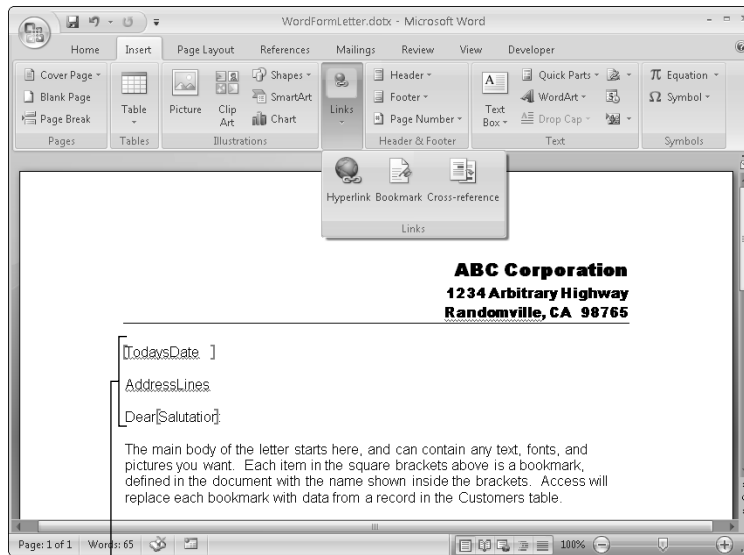 WordFormLetter.dotx - Microsoft Word
Home Insert Page Layout References Mailings Review View Developer
Cover Page
Blank Page
Page Break
Pages
Table
Tables
Picture
Clip Art
Shapes
SmartArt
Chart
Illustrations
Links
Header
Footer
Page Number
Header & Footer
Text Box
Quick Parts
WordArt
Drop Cap
Text
π Equation
Ω Symbol
Symbols
Hyperlink Bookmark Cross-reference
Links
ABC Corporation
1234 Arbitrary Highway
Randomville, CA 98765
[TodaysDate ]
AddressLines
Dear[Salutation]:
The main body of the letter starts here, and can contain any text, fonts, and
pictures you want. Each item in the square brackets above is a bookmark,
defined in the document with the name shown inside the brackets. Access will
replace each bookmark with data from a record in the Customers table.
Page: 1 of 1 Words: 65 100%